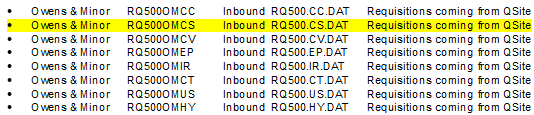 • Owens & Minor RQ500OMCC Inbound RQ500.CC.DAT Requisitions coming from QSite
• Owens & Minor RQ500OMCS Inbound RQ500.CS.DAT Requisitions coming from QSite
• Owens & Minor RQ500OMCV Inbound RQ500.CV.DAT Requisitions coming from QSite
• Owens & Minor RQ500OMEP Inbound RQ500.EP.DAT Requisitions coming from QSite
• Owens & Minor RQ500OMIR Inbound RQ500.IR.DAT Requisitions coming from QSite
• Owens & Minor RQ500OMCT Inbound RQ500.CT.DAT Requisitions coming from QSite
• Owens & Minor RQ500OMUS Inbound RQ500.US.DAT Requisitions coming from QSite
• Owens & Minor RQ500OMHY Inbound RQ500.HY.DAT Requisitions coming from QSite